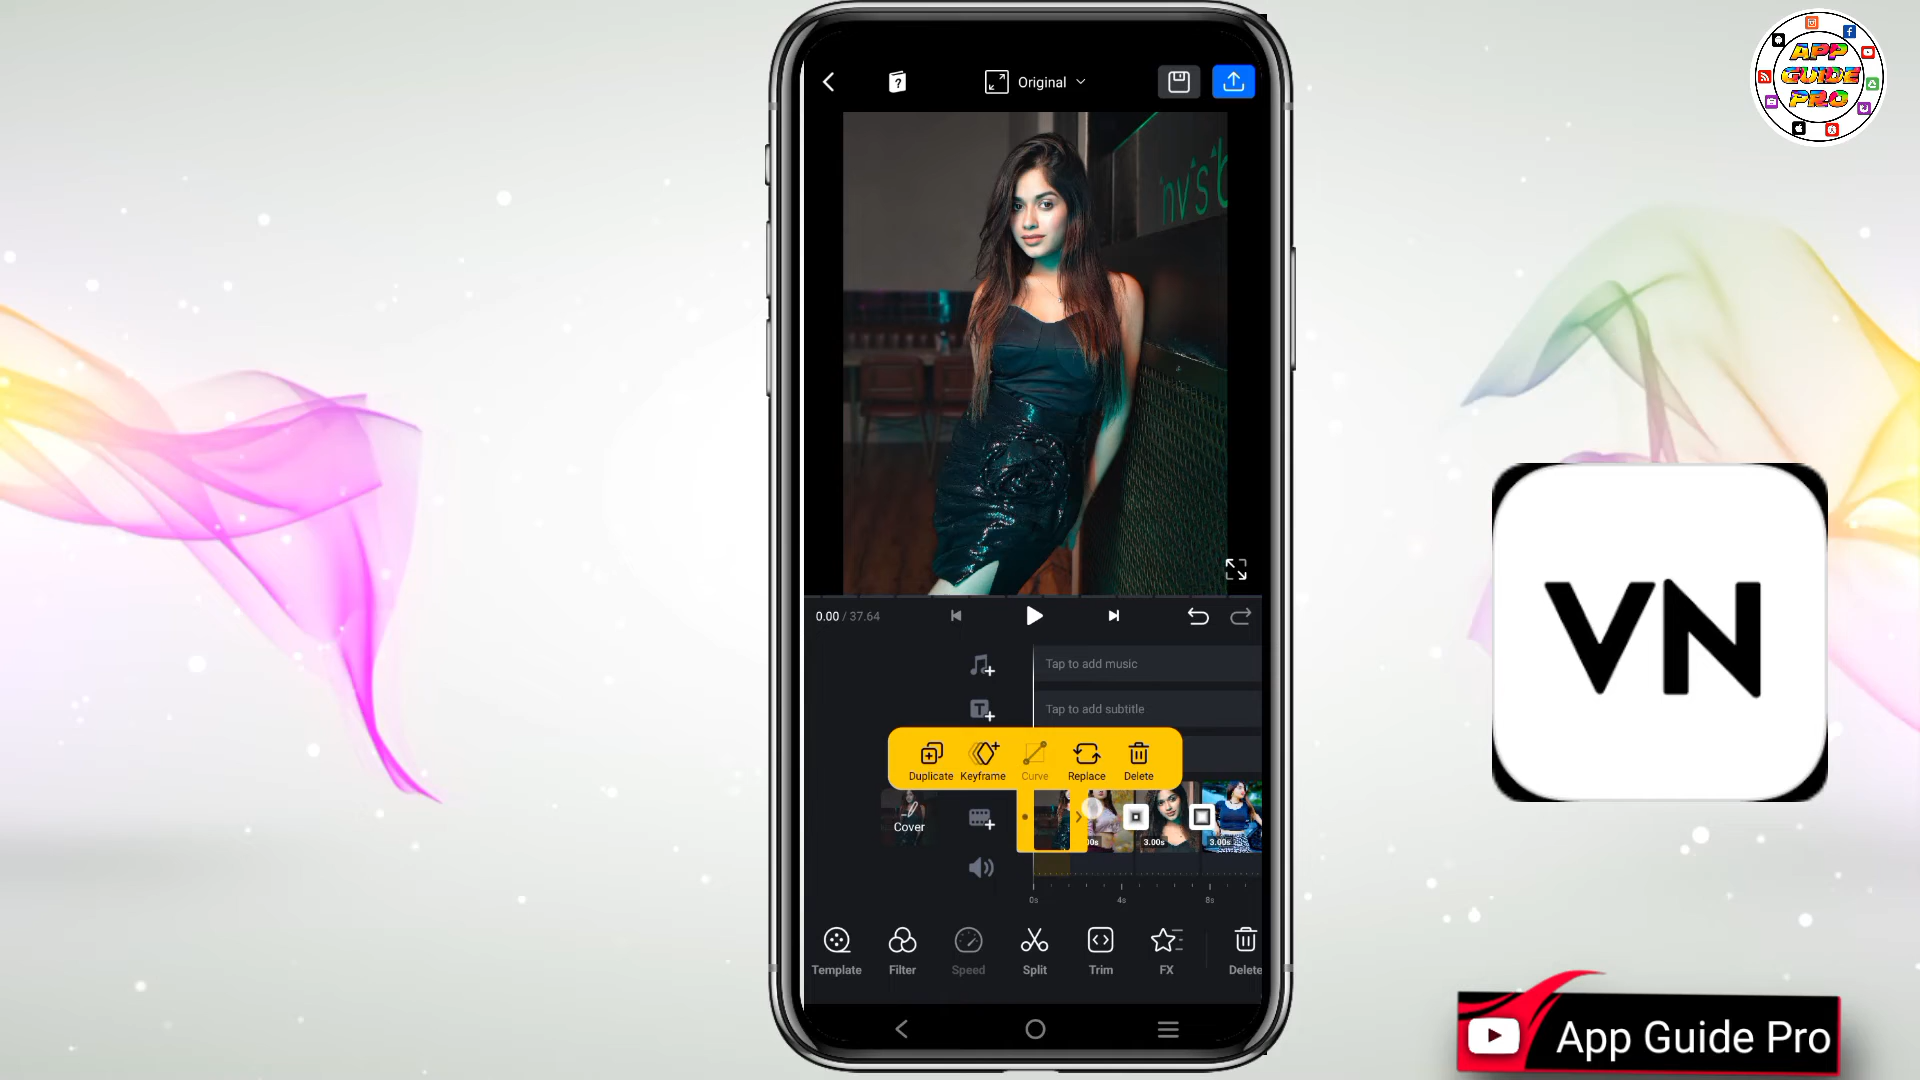 APP
GUIDE
PRO
Original
nvst
0.00 / 37.64
Tap to add music
Tap to add subtitle
Duplicate Keyframe Curve Replace Delete
Cover
3.00s 3.00s
0s 4s 8s
Template Filter Speed Split Trim FX Delete
VN
App Guide Pro